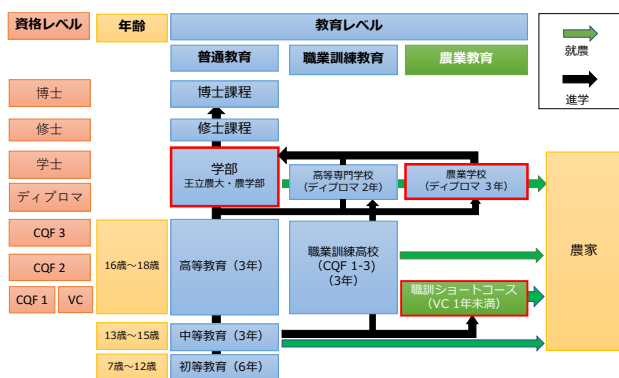 資格レベル
年齢
教育レベル
普通教育
職業訓練教育
農業教育
就農
進学
博士
博士課程
修士
修士課程
学士
学部
王立農大・農学部
高等専門学校
(ディプロマ 2年)
農業学校
(ディプロマ 3年)
ディプロマ
CQF 3
CQF 2
CQF 1
VC
16歳～18歳
高等教育（3年）
職業訓練高校
(CQF 1-3)
(3年)
職訓ショートコース
（VC 1年未満）
農家
13歳～15歳
中等教育（3年）
7歳～12歳
初等教育（6年）